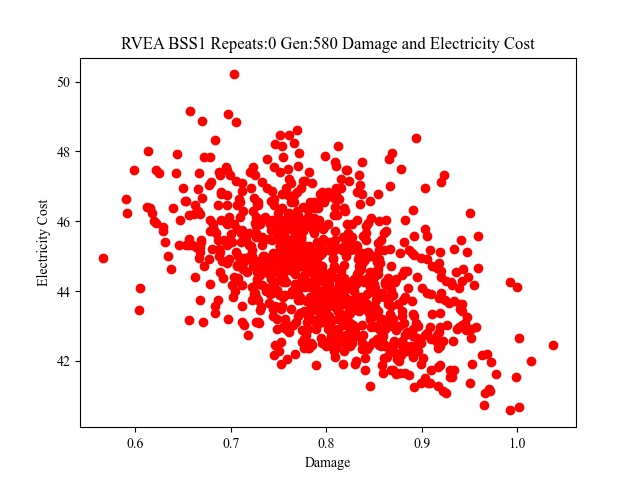 RVEA BSS1 Repeats:0 Gen:580 Damage and Electricity Cost
50
48
46
44
42
Electricity Cost
0.6 0.7 0.8 0.9 1.0
Damage